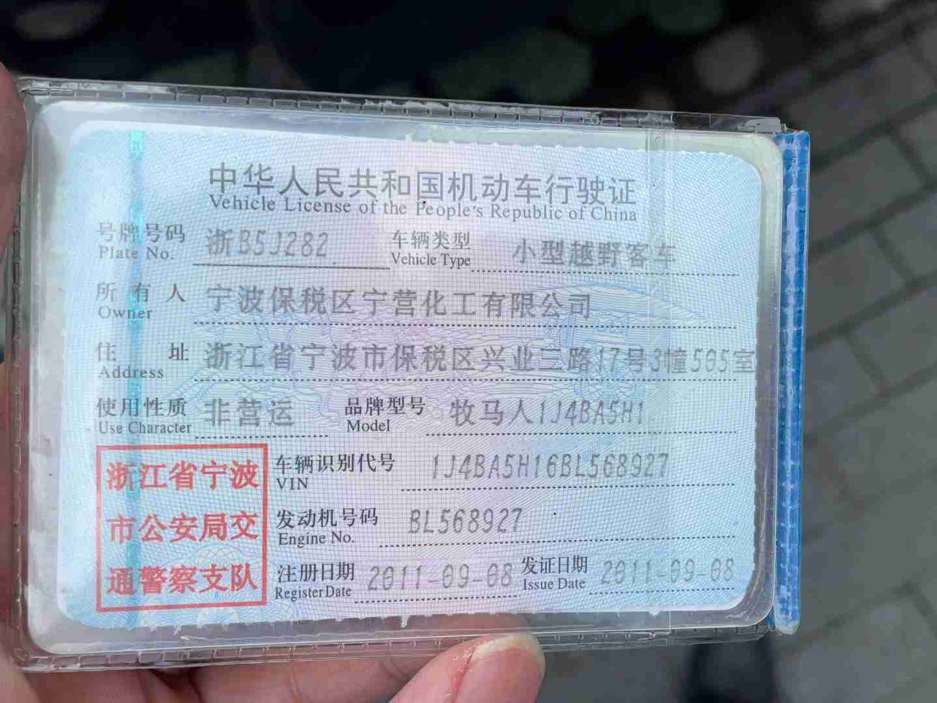 中华人民共和国机动车行驶证
Vehicle License of the People's Republic of China
号牌号码 浙B5J282 车辆类型 小型越野客车
Plate No. Vehicle Type
所有人 宁波保税区宁营化工有限公司
Owner
住址 浙江省宁波市保税区兴业三路17号3幢505室
Address
使用性质 非营运 品牌型号 牧马人1J4BA5H1
Use Character Model
浙江省宁波
市公安局交
通警察支队
车辆识别代号 1J4BA5H16BL568927
VIN
发动机号码 BL568927
Engine No.
注册日期 2011-09-08 发证日期 2011-09-08
Register Date Issue Date